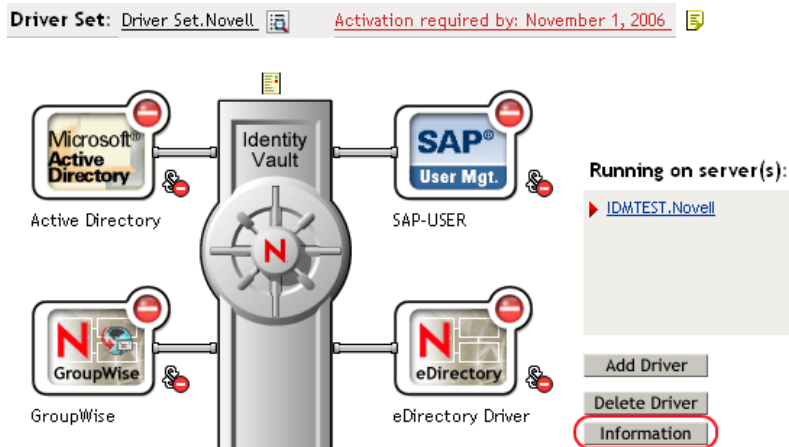 Driver Set: Driver Set.Novell Activation required by: November 1, 2006
Identity
Vault
Microsoft®
Active
Directory
Active Directory
SAP®
User Mgt.
SAP-USER
Running on server(s):
IDMTEST.Novell
N
N
GroupWise
GroupWise
N
eDirectory
eDirectory Driver
Add Driver
Delete Driver
Information